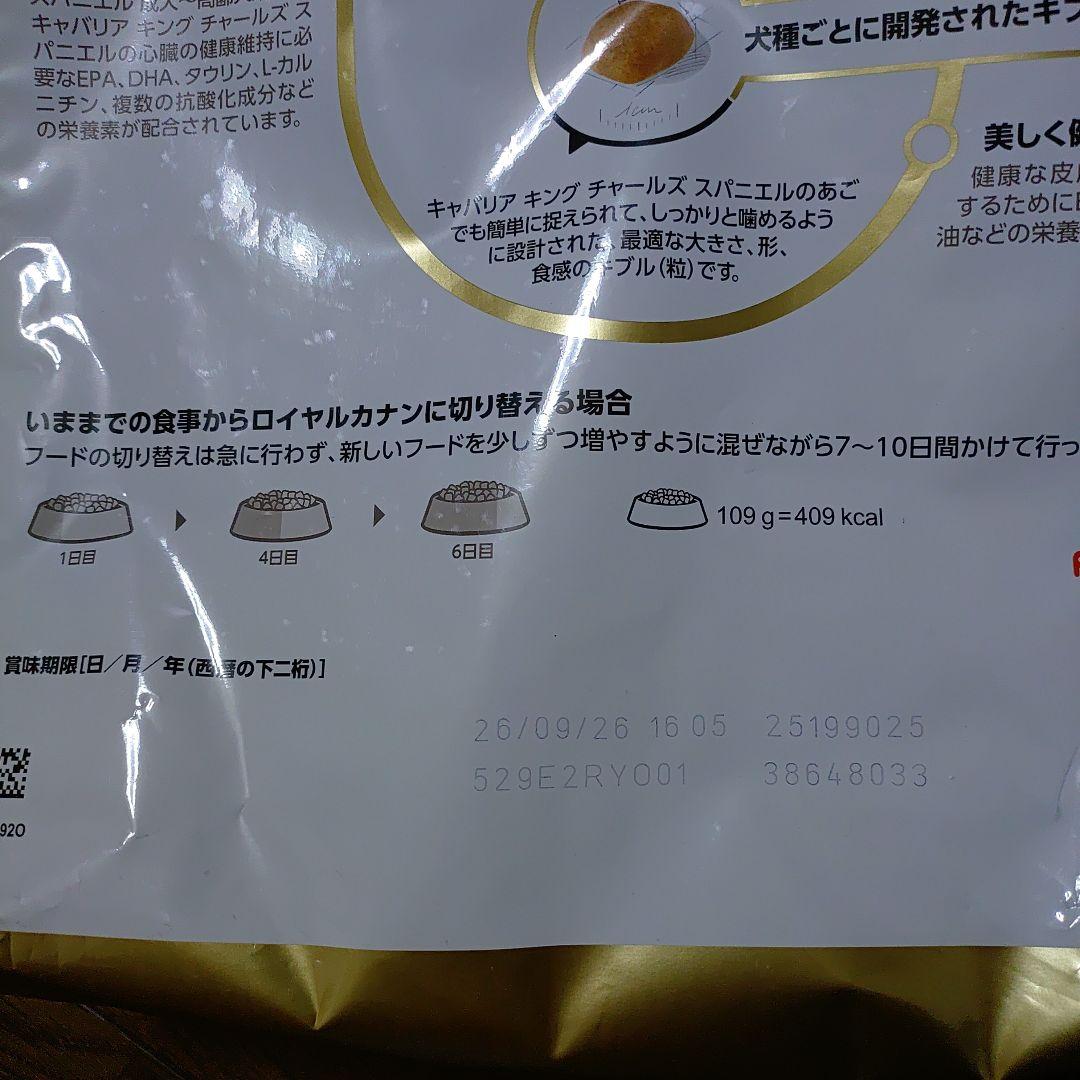 スパニエル 成犬〜高齢
キャバリア キング チャールズ ス
パニエルの心臓の健康維持に必
要なEPA、DHA、タウリン、L-カル
ニチン、複数の抗酸化成分など
の栄養素が配合されています。
犬種ごとに開発されたキブ
1cm
キャバリア キング チャールズ スパニエルのあご
でも簡単に捉えられて、しっかりと噛めるよう
に設計された、最適な大きさ、形、
食感のキブル(粒)です。
美しく健
健康な皮
するために
油などの栄養
いままでの食事からロイヤルカナンに切り替える場合
フードの切り替えは急に行わず、新しいフードを少しずつ増やすように混ぜながら7〜10日間かけて行っ
1日目
4日目
6日目
109 g=409 kcal
賞味期限[日/月/年(西暦の下二桁)]
26/09/26 16 05 25199025
529E2RY001 38648033
920